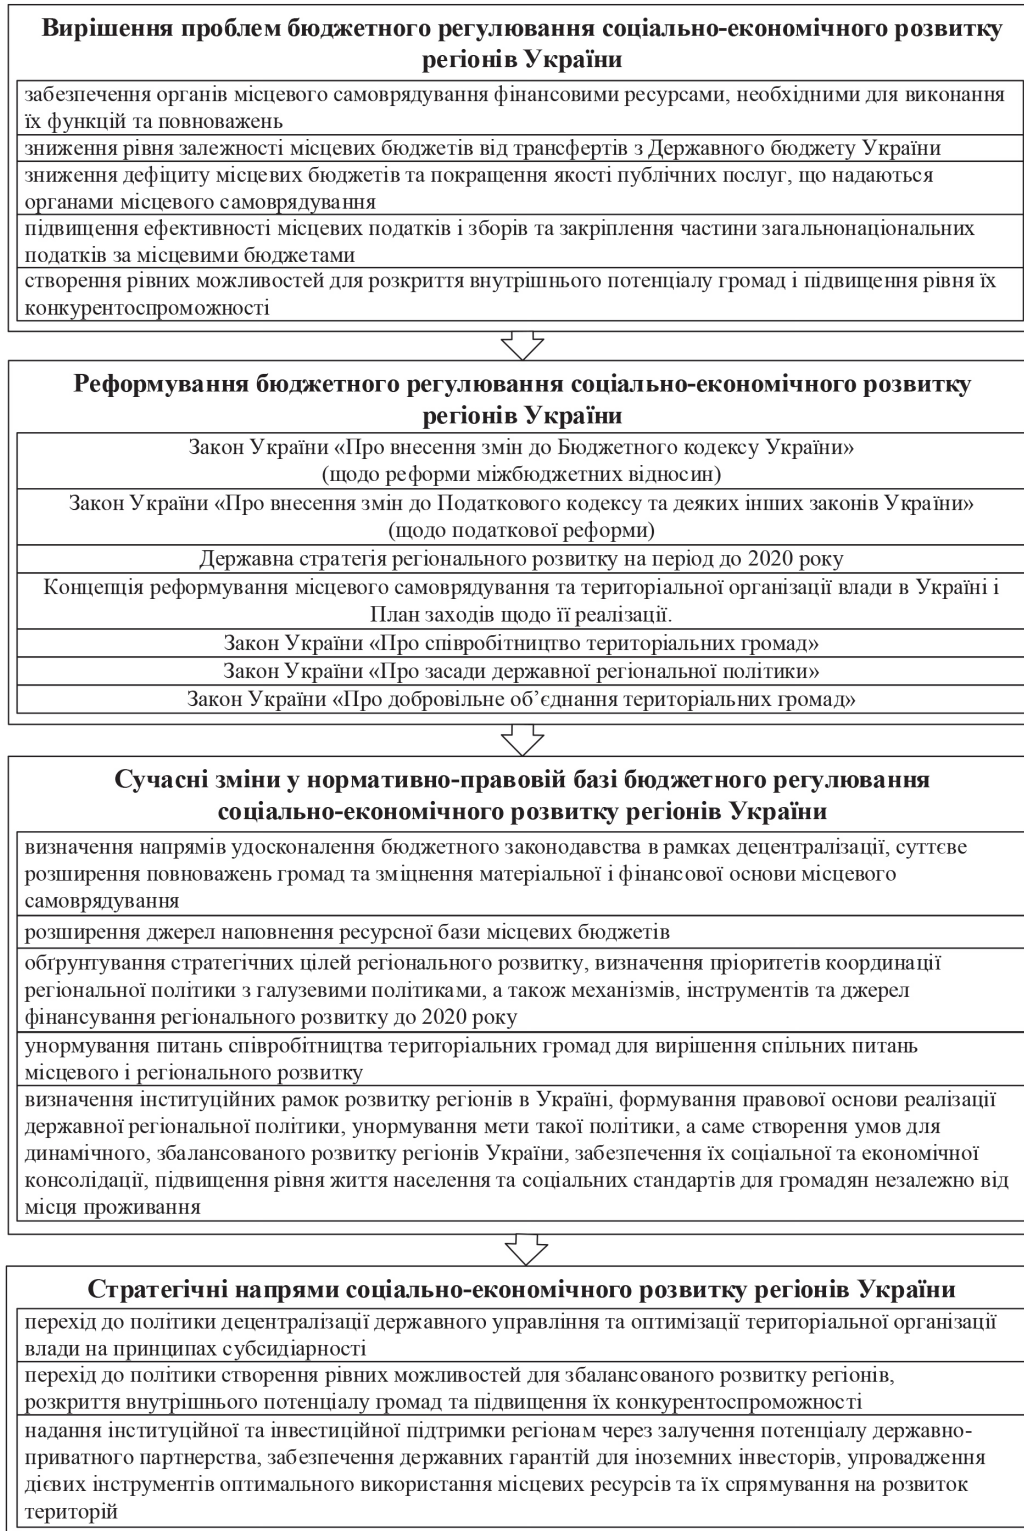 Вирішення проблем бюджетного регулювання соціально-економічного розвитку
регіонів України
забезпечення органів місцевого самоврядування фінансовими ресурсами, необхідними для виконання
їх функцій та повноважень
зниження рівня залежності місцевих бюджетів від трансфертів з Державного бюджету України
зниження дефіциту місцевих бюджетів та покращення якості публічних послуг, що надаються
органами місцевого самоврядування
підвищення ефективності місцевих податків і зборів та закріплення частини загальнонаціональних
податків за місцевими бюджетами
створення рівних можливостей для розкриття внутрішнього потенціалу громад і підвищення рівня їх
конкурентоспроможності
Реформування бюджетного регулювання соціально-економічного розвитку
регіонів України
Закон України «Про внесення змін до Бюджетного кодексу України»
(щодо реформи міжбюджетних відносин)
Закон України «Про внесення змін до Податкового кодексу та деяких інших законів України»
(щодо податкової реформи)
Державна стратегія регіонального розвитку на період до 2020 року
Концепція реформування місцевого самоврядування та територіальної організації влади в Україні і
План заходів щодо її реалізації.
Закон України «Про співробітництво територіальних громад»
Закон України «Про засади державної регіональної політики»
Закон України «Про добровільне об’єднання територіальних громад»
Сучасні зміни у нормативно-правовій базі бюджетного регулювання
соціально-економічного розвитку регіонів України
визначення напрямів удосконалення бюджетного законодавства в рамках децентралізації, суттєве
розширення повноважень громад та зміцнення матеріальної і фінансової основи місцевого
самоврядування
розширення джерел наповнення ресурсної бази місцевих бюджетів
обґрунтування стратегічних цілей регіонального розвитку, визначення пріоритетів координації
регіональної політики з галузевими політиками, а також механізмів, інструментів та джерел
фінансування регіонального розвитку до 2020 року
унормування питань співробітництва територіальних громад для вирішення спільних питань
місцевого і регіонального розвитку
визначення інституційних рамок розвитку регіонів в Україні, формування правової основи реалізації
державної регіональної політики, унормування мети такої політики, а саме створення умов для
динамічного, збалансованого розвитку регіонів України, забезпечення їх соціальної та економічної
консолідації, підвищення рівня життя населення та соціальних стандартів для громадян незалежно від
місця проживання
Стратегічні напрями соціально-економічного розвитку регіонів України
перехід до політики децентралізації державного управління та оптимізації територіальної організації
влади на принципах субсидіарності
перехід до політики створення рівних можливостей для збалансованого розвитку регіонів,
розкриття внутрішнього потенціалу громад та підвищення їх конкурентоспроможності
надання інституційної та інвестиційної підтримки регіонам через залучення потенціалу державно-
приватного партнерства, забезпечення державних гарантій для іноземних інвесторів, упровадження
дієвих інструментів оптимального використання місцевих ресурсів та їх спрямування на розвиток
територій